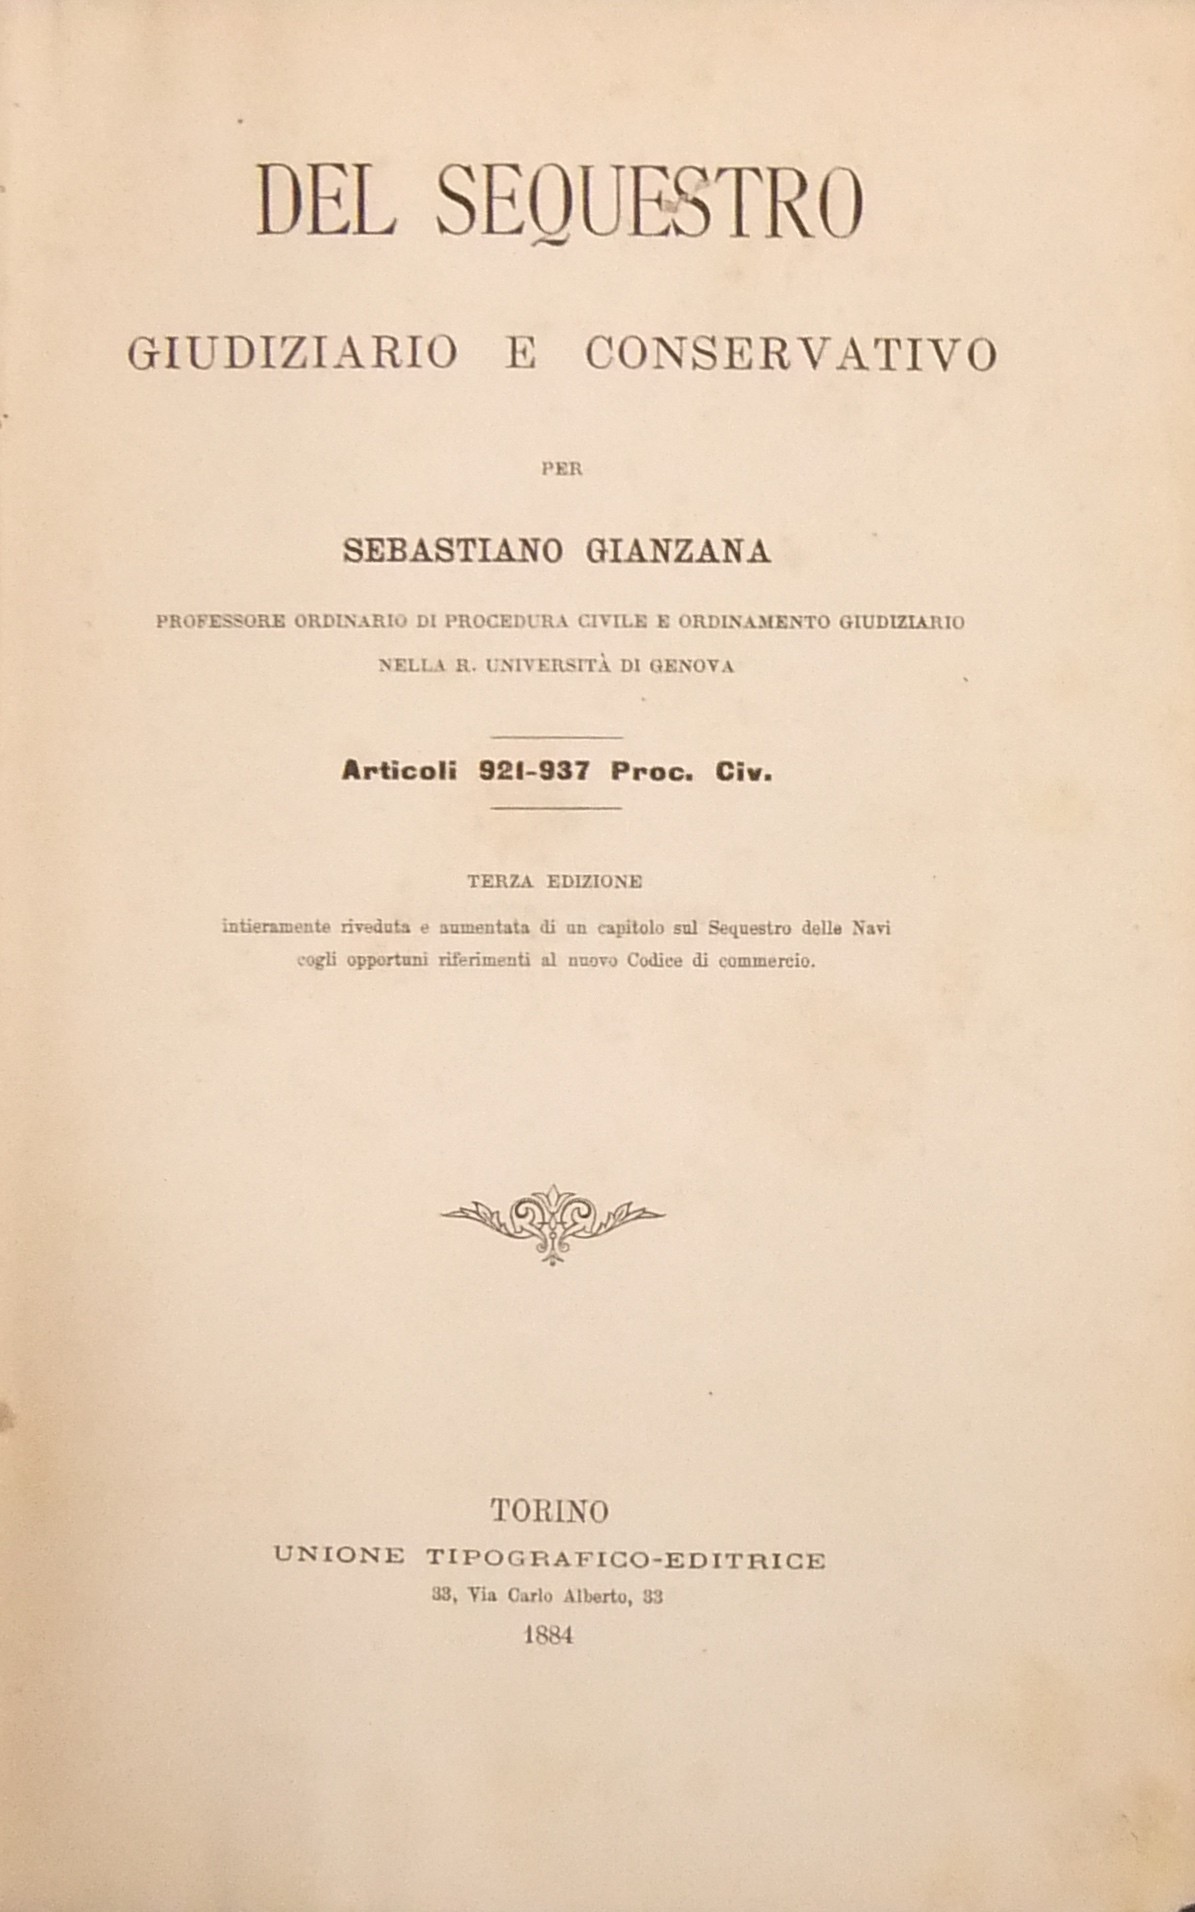 DEL SEQUESTRO
GIUDIZIARIO E CONSERVATIVO
PER
SEBASTIANO GIANZANA
PROFESSORE ORDINARIO DI PROCEDURA CIVILE E ORDINAMENTO GIUDIZIARIO
NELLA R. UNIVERSITÀ DI GENOVA
Articoli 921-937 Proc. Civ.
TERZA EDIZIONE
intieramente riveduta e aumentata di un capitolo sul Sequestro delle Navi
cogli opportuni riferimenti al nuovo Codice di commercio.
TORINO
UNIONE TIPOGRAFICO-EDITRICE
33, Via Carlo Alberto, 33
1884